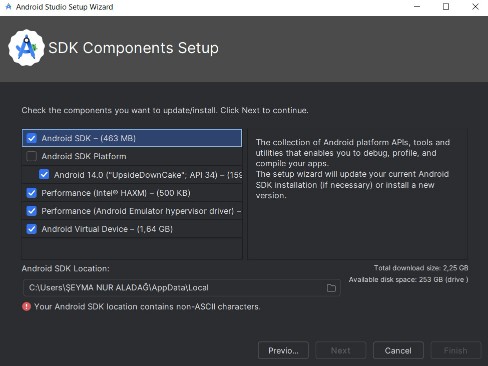 Android Studio Setup Wizard
SDK Components Setup
Check the components you want to update/install. Click Next to continue.
Android SDK – (463 MB)
Android SDK Platform
Android 14.0 ("UpsideDownCake"; API 34) – (159
Performance (Intel® HAXM) – (500 KB)
Performance (Android Emulator hypervisor driver) –
Android Virtual Device – (1,64 GB)
The collection of Android platform APIs, tools and
utilities that enables you to debug, profile, and
compile your apps.
The setup wizard will update your current Android
SDK installation (if necessary) or install a new
version.
Android SDK Location:
C:\Users\ŞEYMA NUR ALADAĞ\AppData\Local
Total download size: 2,25 GB
Available disk space: 253 GB (drive )
Your Android SDK location contains non-ASCII characters.
Previo...
Next
Cancel
Finish